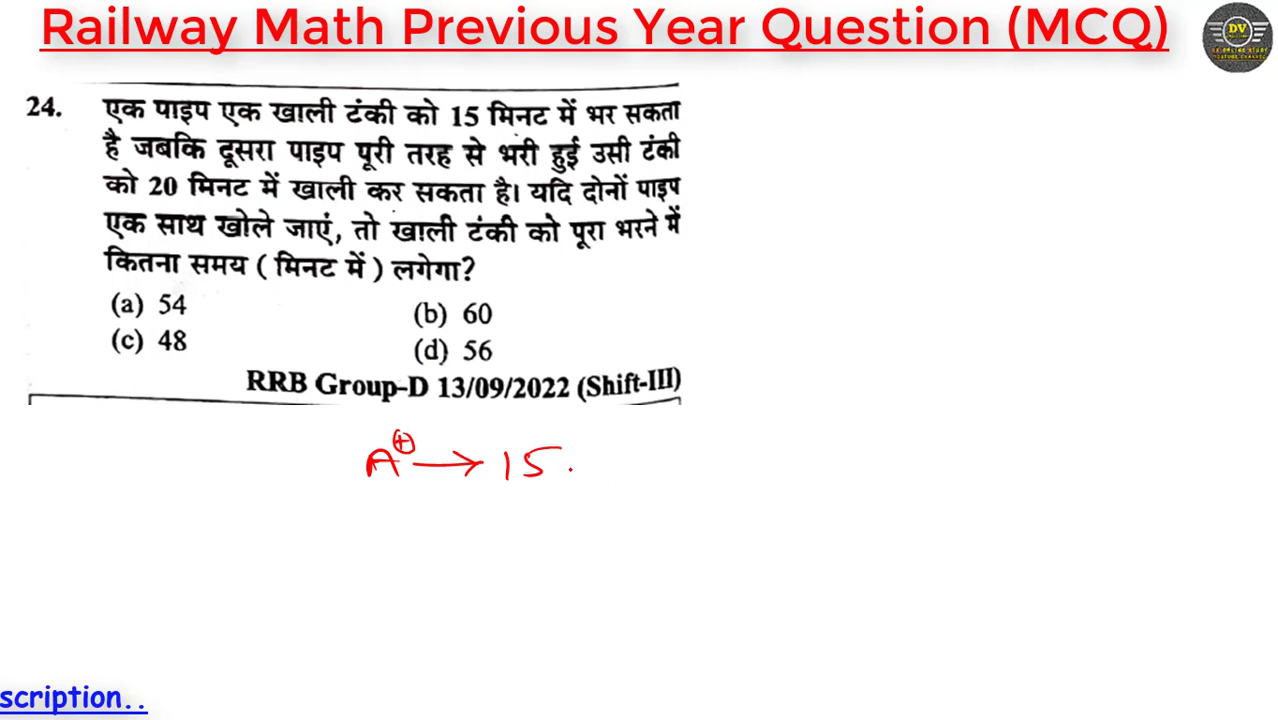 Railway Math Previous Year Question (MCQ)
DV
24. एक पाइप एक खाली टंकी को 15 मिनट में भर सकता
है जबकि दूसरा पाइप पूरी तरह से भरी हुई उसी टंकी
को 20 मिनट में खाली कर सकता है। यदि दोनों पाइप
एक साथ खोले जाएं, तो खाली टंकी को पूरा भरने में
कितना समय ( मिनट में ) लगेगा?
(a) 54 (b) 60
(c) 48 (d) 56
RRB Group-D 13/09/2022 (Shift-III)
A⊕ → 15.
scription..